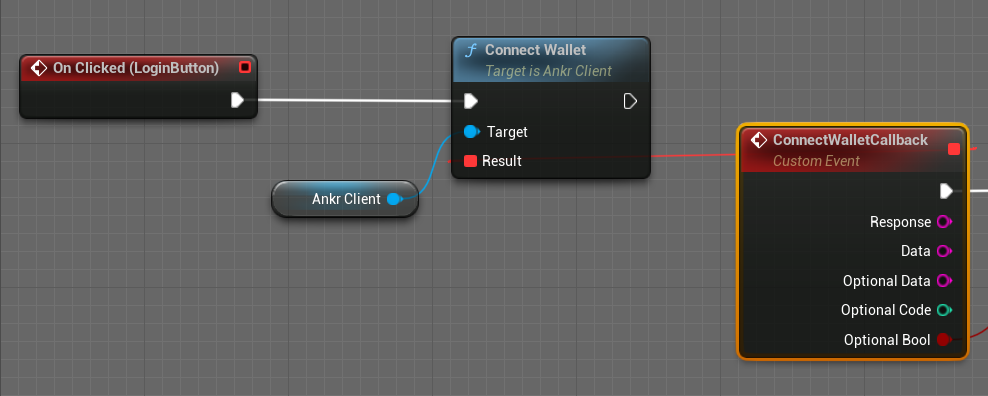 On Clicked (LoginButton)
f Connect Wallet
Target is Ankr Client
Target
Result
Ankr Client
ConnectWalletCallback
Custom Event
Response
Data
Optional Data
Optional Code
Optional Bool